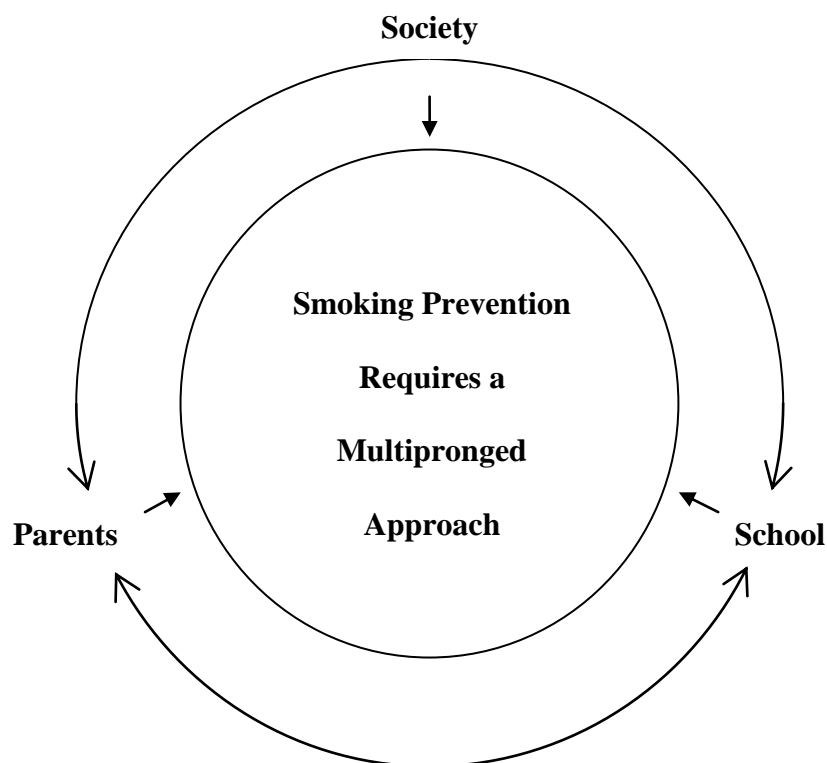 Society
Smoking Prevention
Requires a
Multipronged
Approach
Parents
School